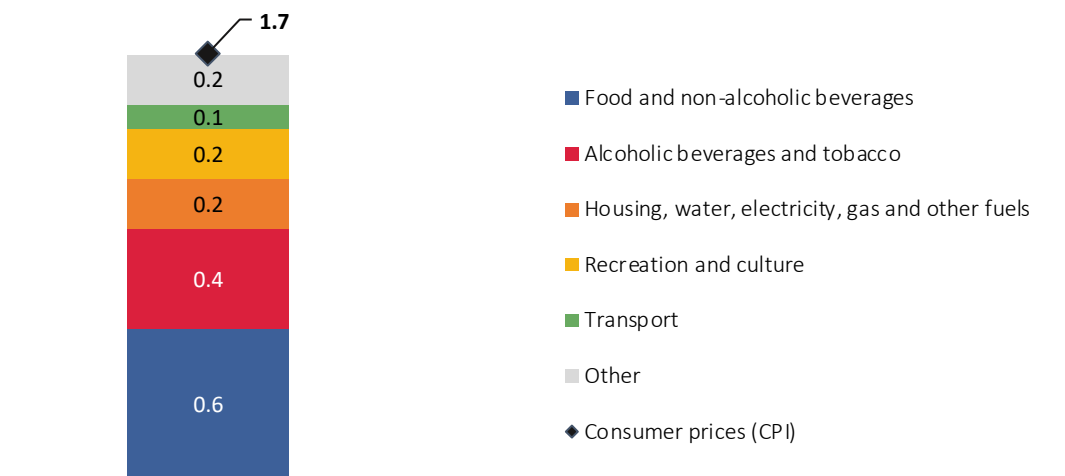 1.7
0.2
0.1
0.2
0.2
0.4
0.6
Food and non-alcoholic beverages
Alcoholic beverages and tobacco
Housing, water, electricity, gas and other fuels
Recreation and culture
Transport
Other
Consumer prices (CPI)